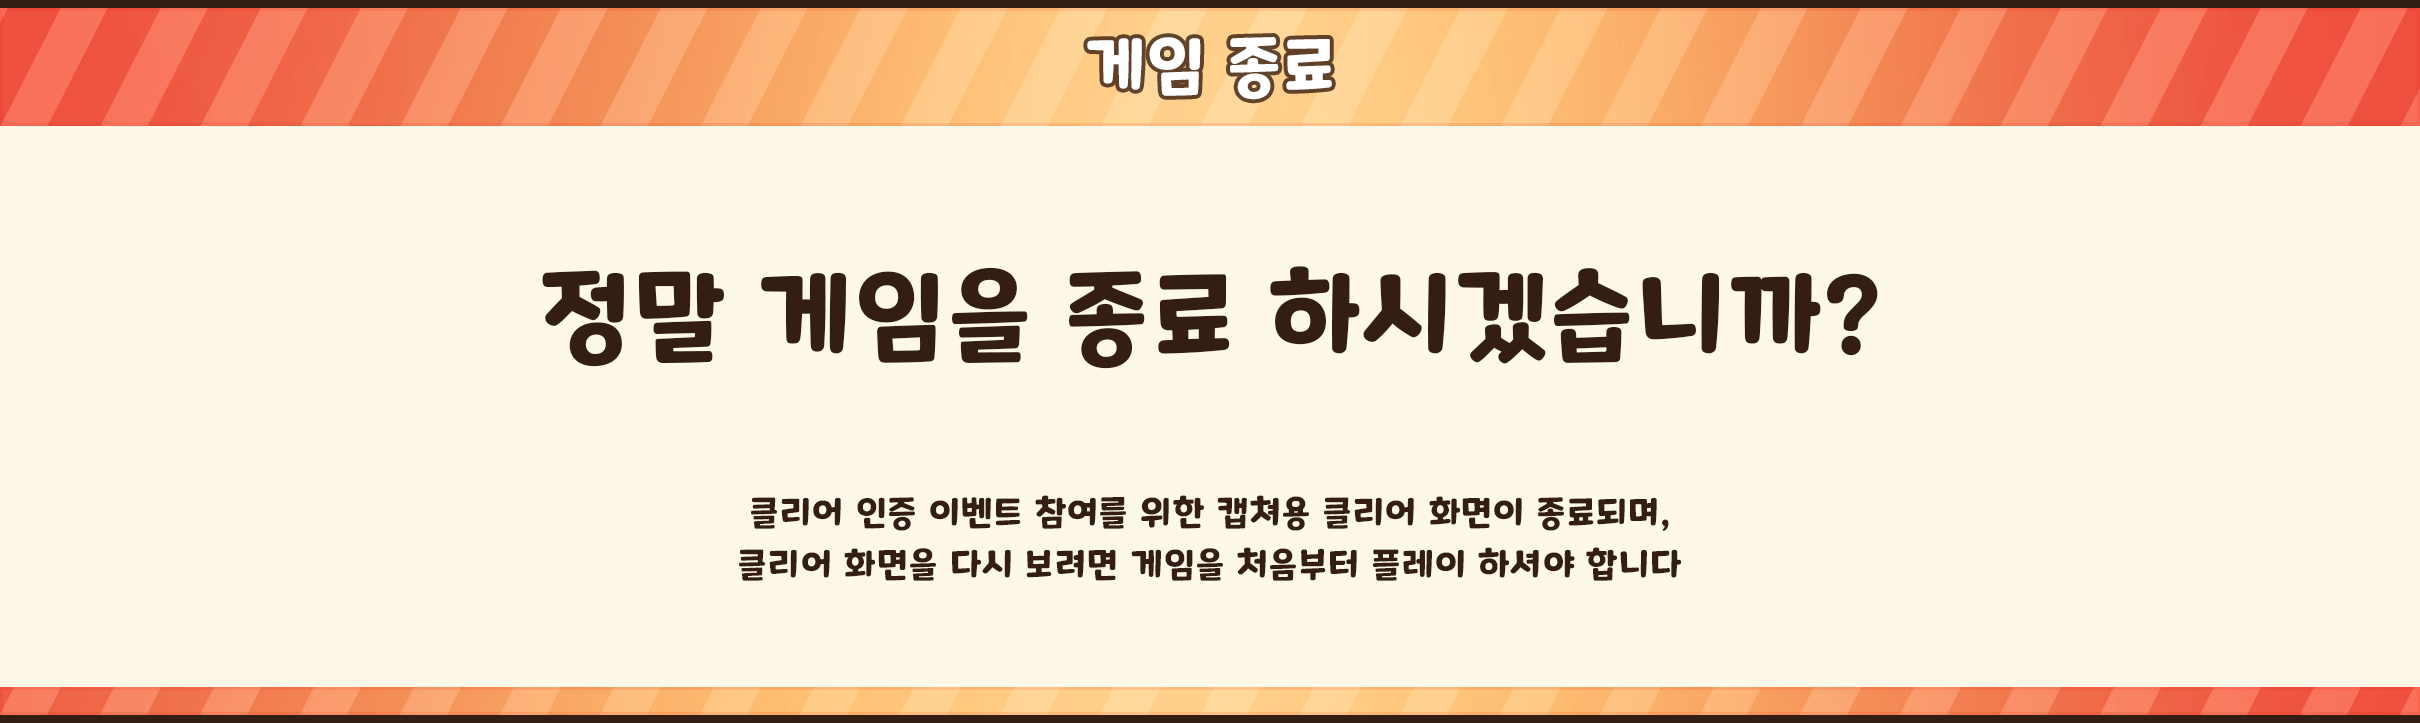 게임 종료
정말 게임을 종료 하시겠습니까?
클리어 인증 이벤트 참여를 위한 캡쳐용 클리어 화면이 종료되며,
클리어 화면을 다시 보려면 게임을 처음부터 플레이 하셔야 합니다